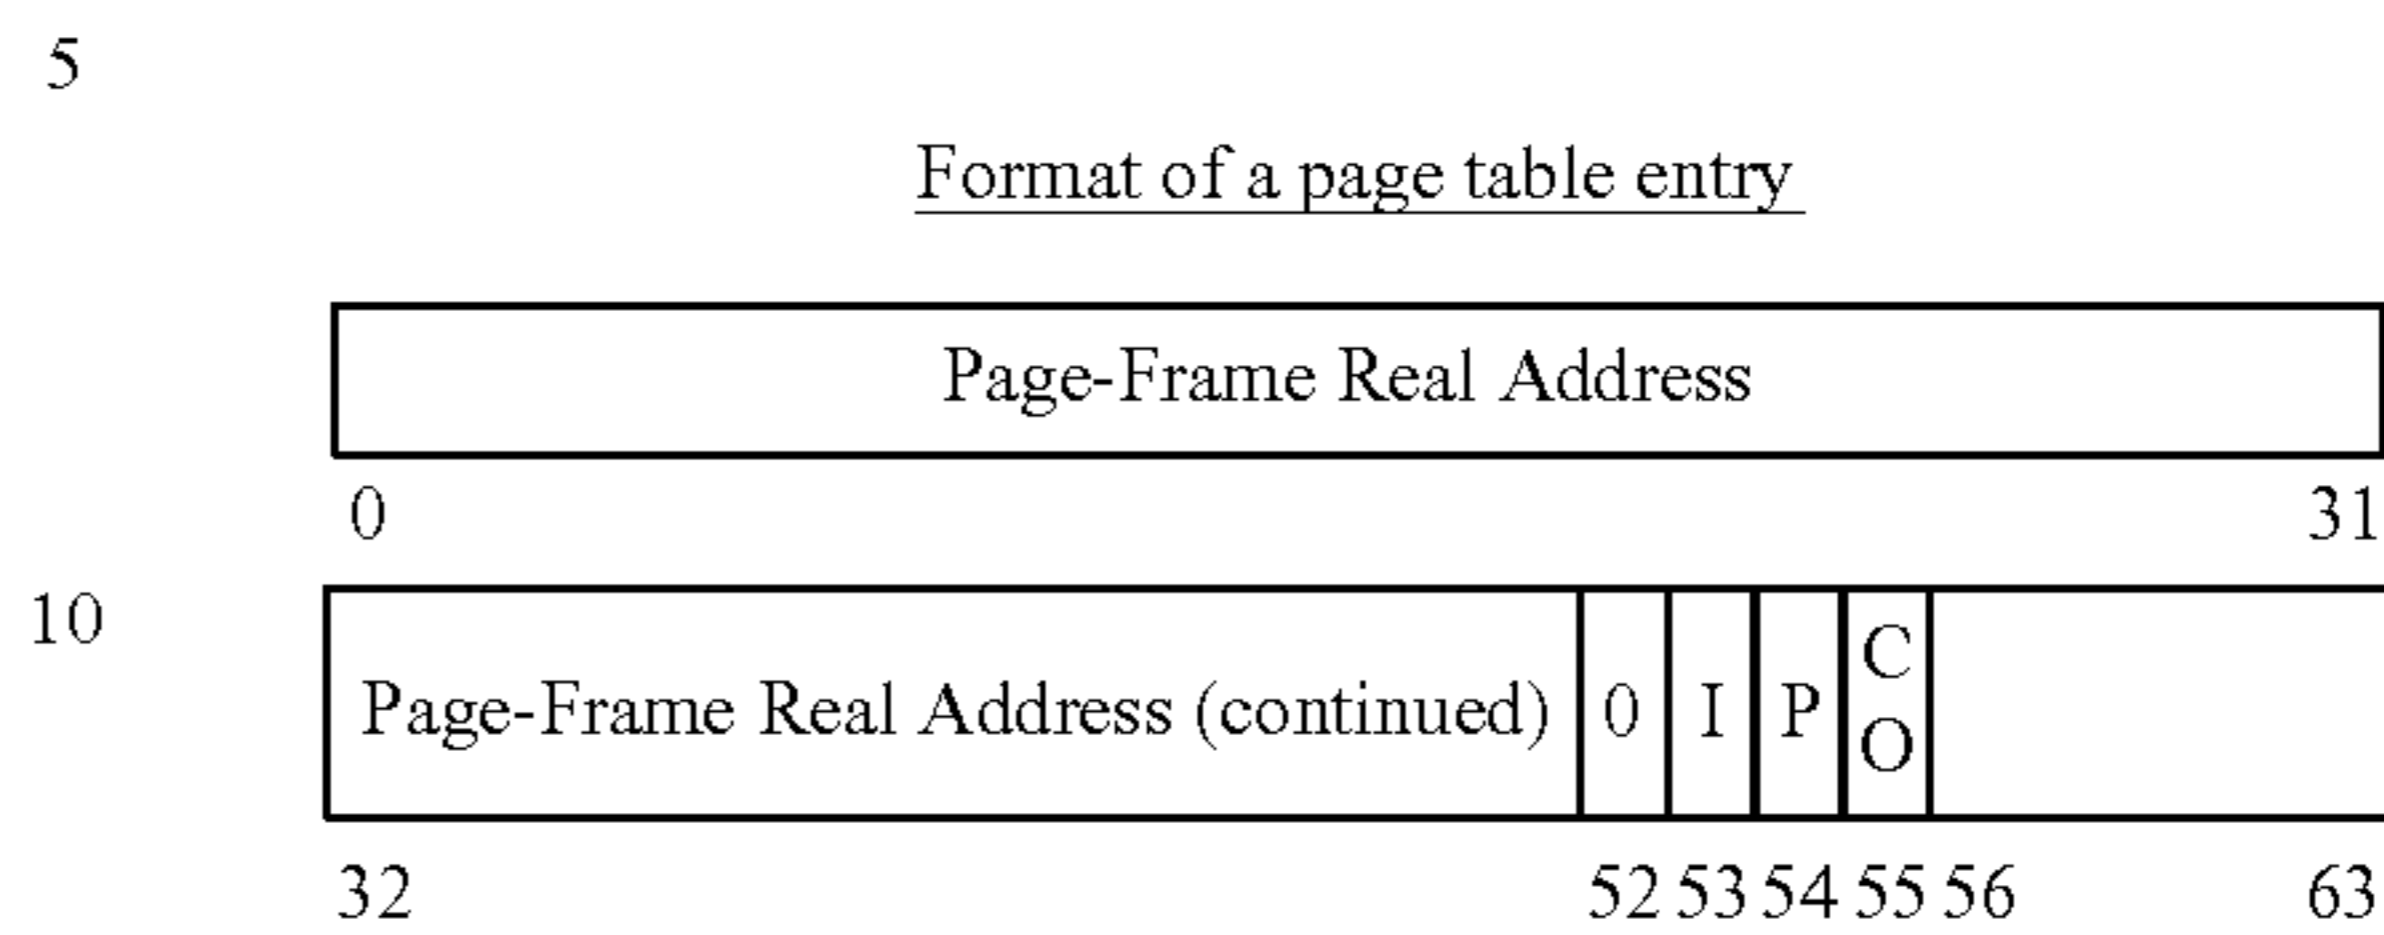 5
Format of a page table entry
Page-Frame Real Address
0 31
10
Page-Frame Real Address (continued) 0 I P C O
32 52 53 54 55 56 63